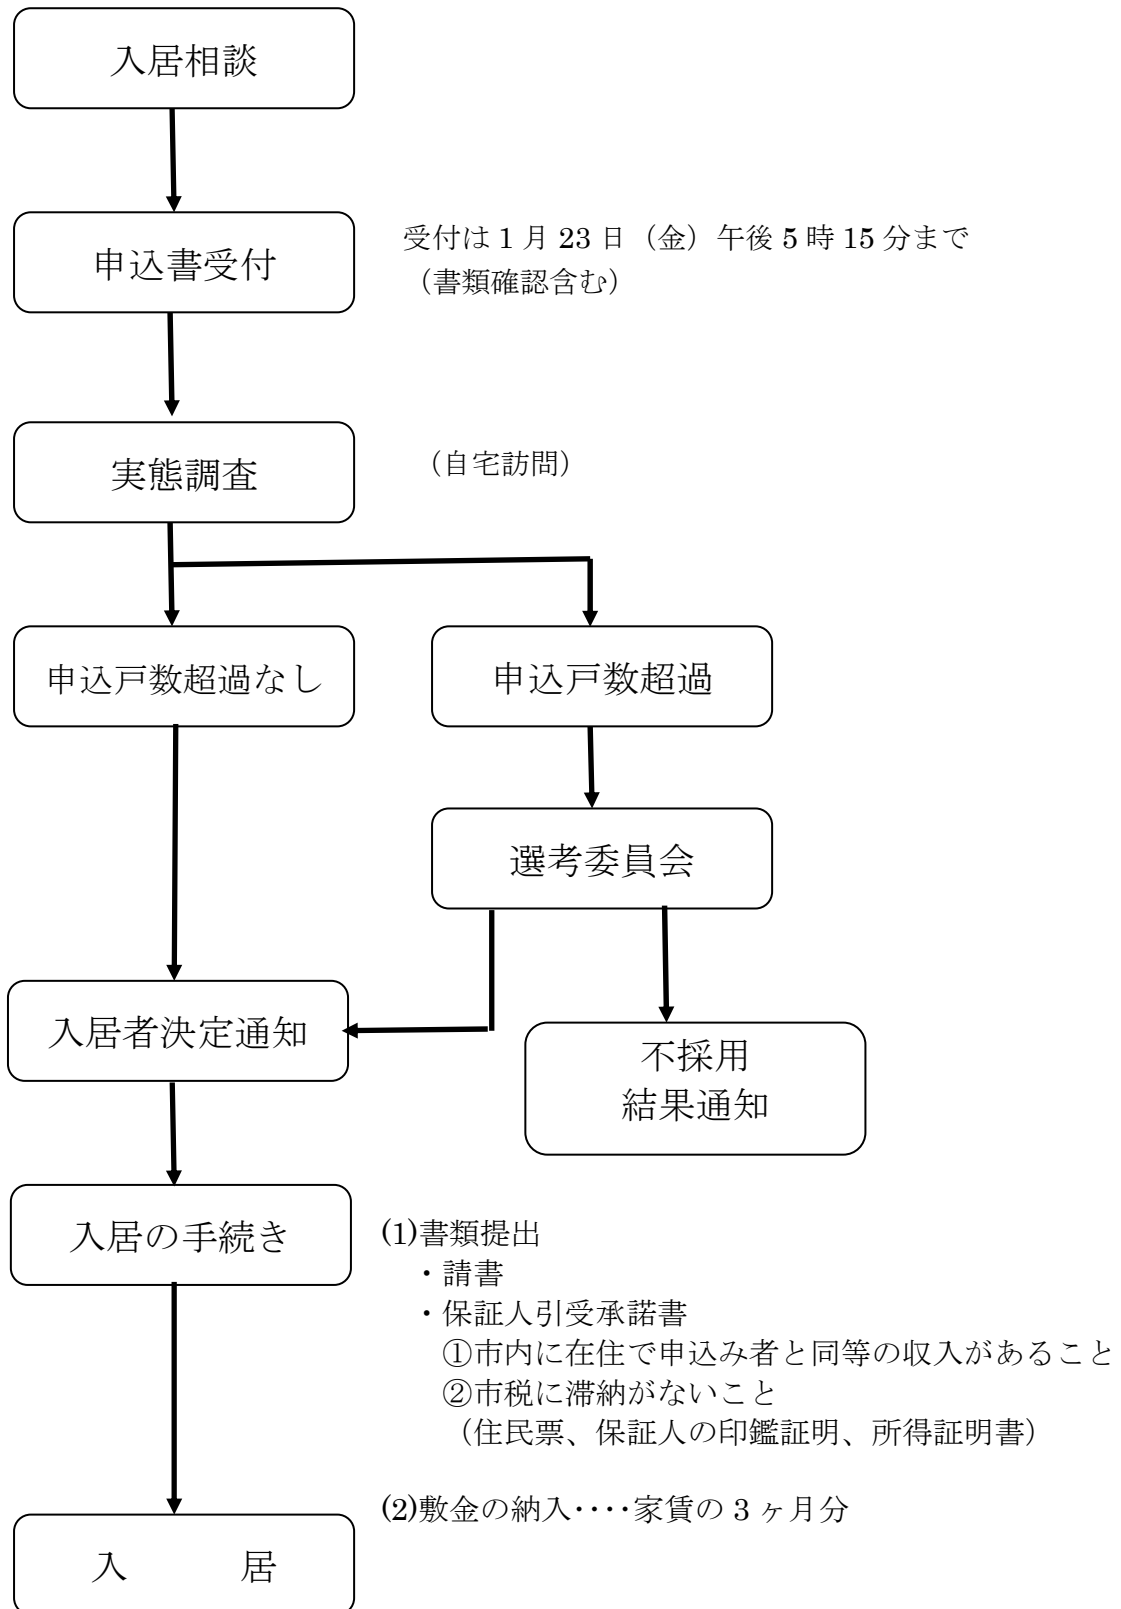 入居相談
申込書受付
受付は1月23日（金）午後5時15分まで
（書類確認含む）
実態調査
（自宅訪問）
申込戸数超過なし
申込戸数超過
選考委員会
入居者決定通知
不採用
結果通知
入居の手続き
(1)書類提出
・請書
・保証人引受承諾書
①市内に在住で申込み者と同等の収入があること
②市税に滞納がないこと
（住民票、保証人の印鑑証明、所得証明書）
(2)敷金の納入‥‥家賃の3ヶ月分
入　　　居